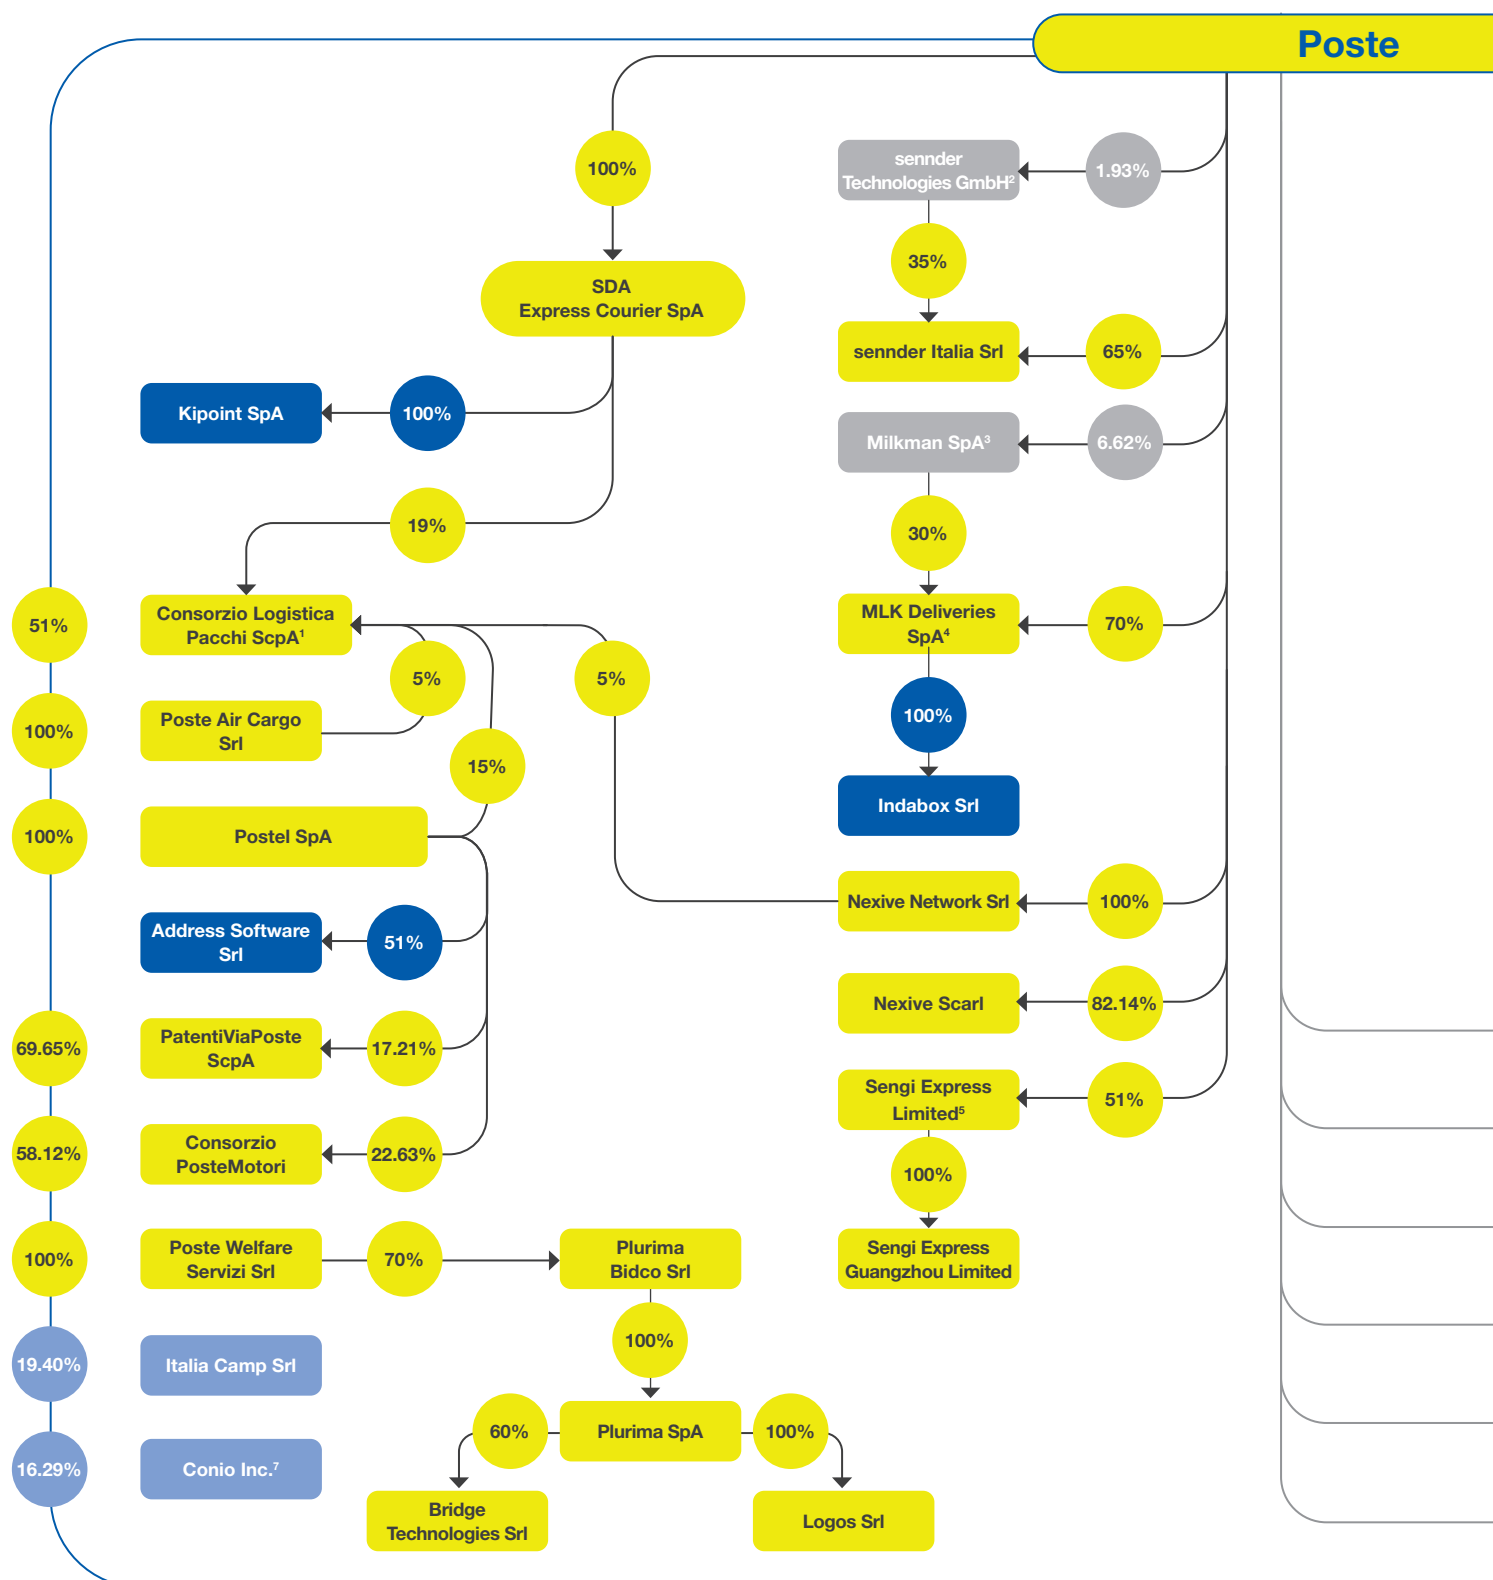 Poste
100%
sennder
Technologies GmbH²
1.93%
35%
SDA
Express Courier SpA
sennder Italia Srl
65%
Kipoint SpA
100%
Milkman SpA³
6.62%
19%
30%
51%
Consorzio Logistica
Pacchi ScpA¹
MLK Deliveries
SpA⁴
70%
5%
5%
100%
Poste Air Cargo
Srl
100%
15%
Indabox Srl
100%
Postel SpA
Nexive Network Srl
100%
Address Software
Srl
51%
Nexive Scarl
82.14%
69.65%
PatentiViaPoste
ScpA
17.21%
Sengi Express
Limited⁵
51%
58.12%
Consorzio
PosteMotori
22.63%
100%
100%
Poste Welfare
Servizi Srl
70%
Plurima
Bidco Srl
Sengi Express
Guangzhou Limited
100%
19.40%
Italia Camp Srl
60%
Plurima SpA
100%
16.29%
Conio Inc.⁷
Bridge
Technologies Srl
Logos Srl